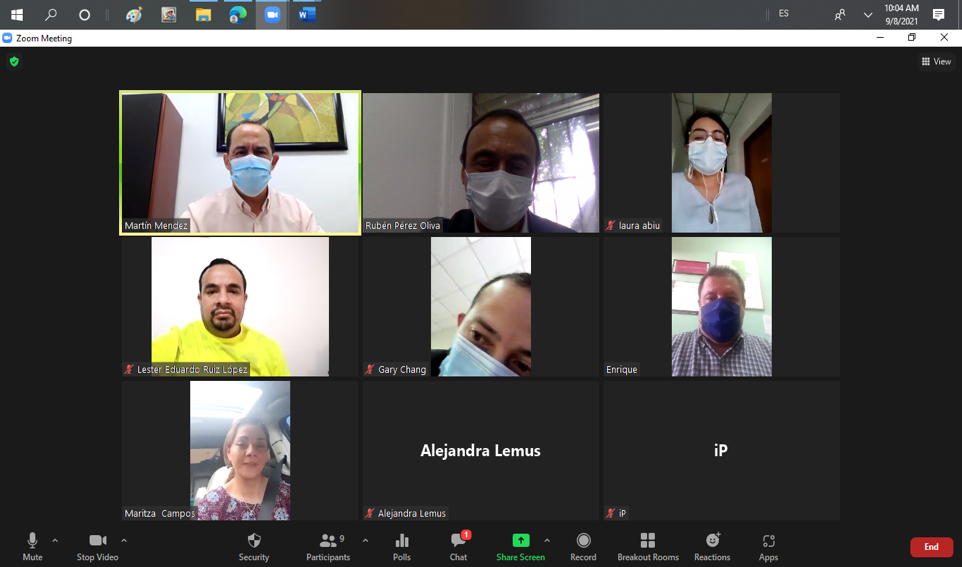 ES
10:04 AM
9/8/2021
Zoom Meeting
View
Martín Mendez
Rubén Pérez Oliva
laura abiu
Lester Eduardo Ruiz López
Gary Chang
Enrique
Maritza Campos
Alejandra Lemus
Alejandra Lemus
iP
iP
Mute
Stop Video
Security
9
Participants
Polls
1
Chat
Share Screen
Record
Breakout Rooms
Reactions
Apps
End